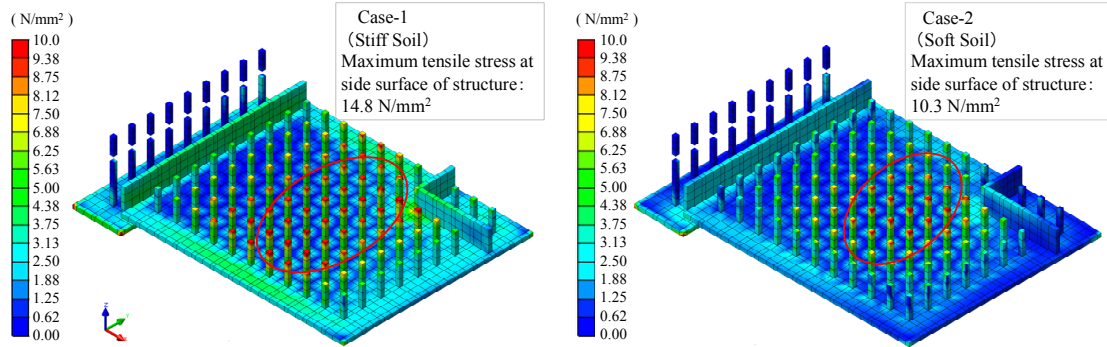 ( N/mm²)
10.0
9.38
8.75
8.12
7.50
6.88
6.25
5.63
5.00
4.38
3.75
3.13
2.50
1.88
1.25
0.62
0.00
Case-1
（Stiff Soil）
Maximum tensile stress at
side surface of structure：
14.8 N/mm²
( N/mm²)
10.0
9.38
8.75
8.12
7.50
6.88
6.25
5.63
5.00
4.38
3.75
3.13
2.50
1.88
1.25
0.62
0.00
Case-2
（Soft Soil）
Maximum tensile stress at
side surface of structure：
10.3 N/mm²